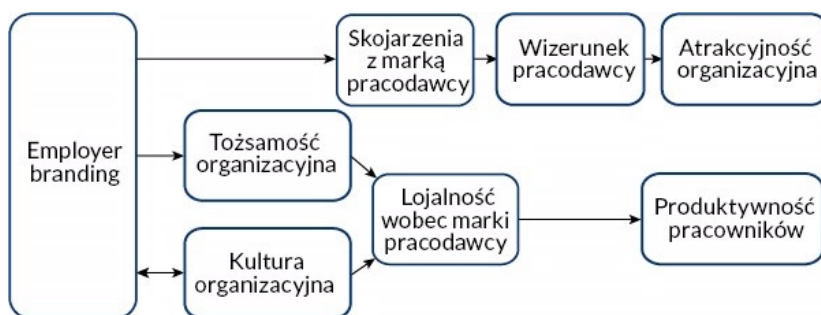 Employer
branding
Skojarzenia
z marką
pracodawcy
Wizerunek
pracodawcy
Atrakcyjność
organizacyjna
Tożsamość
organizacyjna
Kultura
organizacyjna
Lojalność
wobec marki
pracodawcy
Produktywność
pracowników